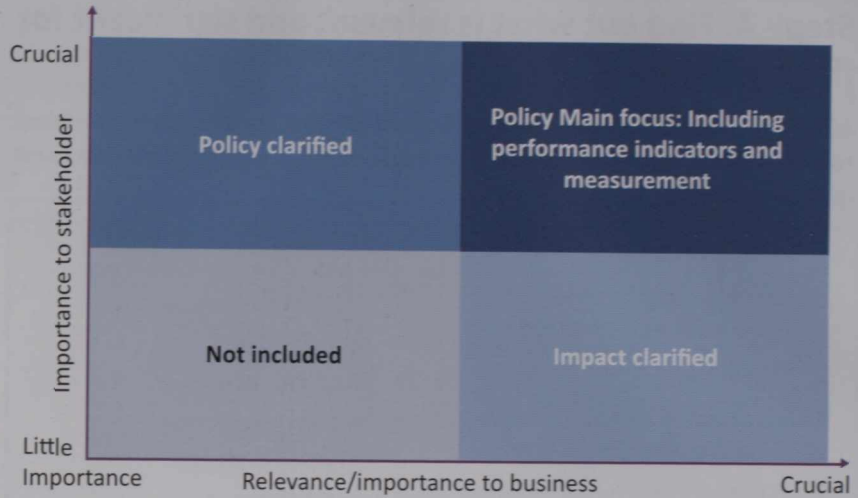 Crucial
Importance to stakeholder
Policy clarified
Policy Main focus: Including
performance indicators and
measurement
Not included
Impact clarified
Little
Importance
Relevance/importance to business
Crucial